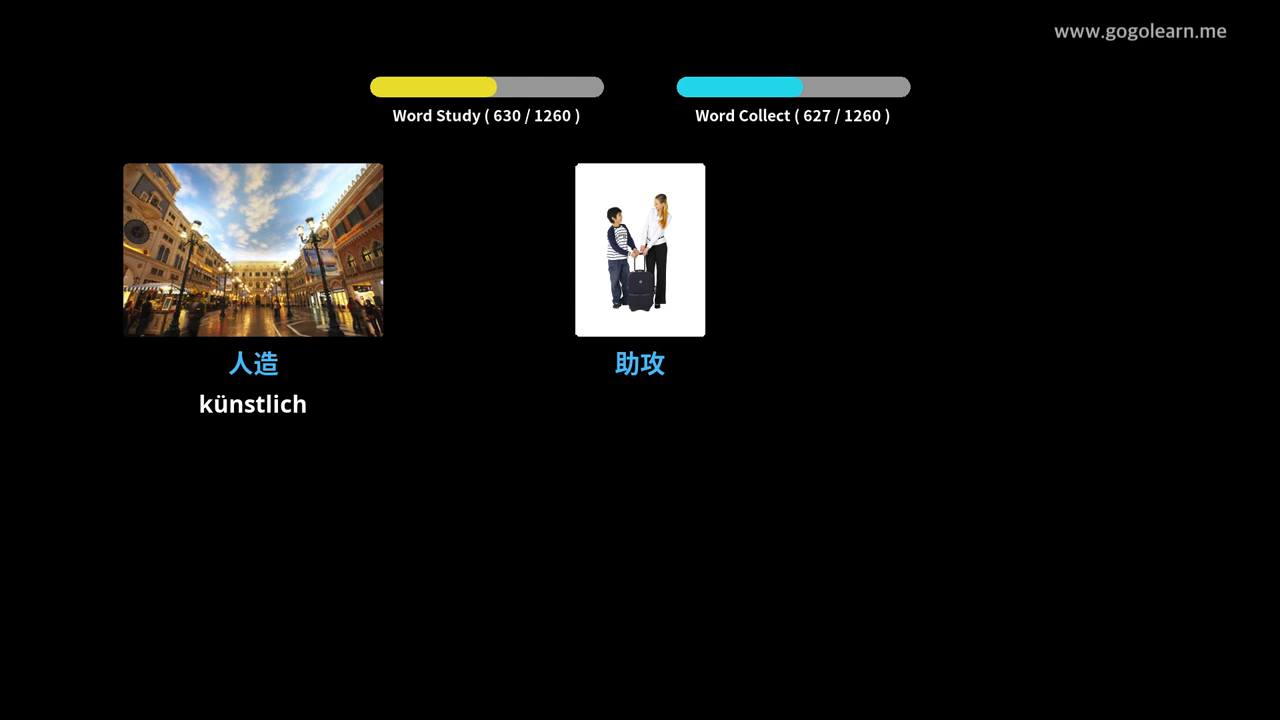 www.gogolearn.me
Word Study ( 630 / 1260 )
Word Collect ( 627 / 1260 )
人造
助攻
künstlich